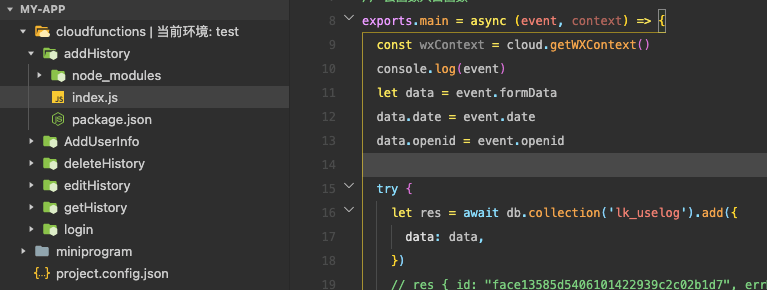 MY-APP
cloudfunctions | 当前环境: test
addHistory
node_modules
index.js
package.json
AddUserInfo
deleteHistory
editHistory
getHistory
login
miniprogram
project.config.json
8 exports.main = async (event, context) => {
9 const wxContext = cloud.getWXContext()
10 console.log(event)
11 let data = event.formData
12 data.date = event.date
13 data.openid = event.openid
14
15 try {
16 let res = await db.collection('lk_uselog').add({
17 data: data,
18 })
19 // res { id: "face13585d5406101422939c2c02b1d7", err